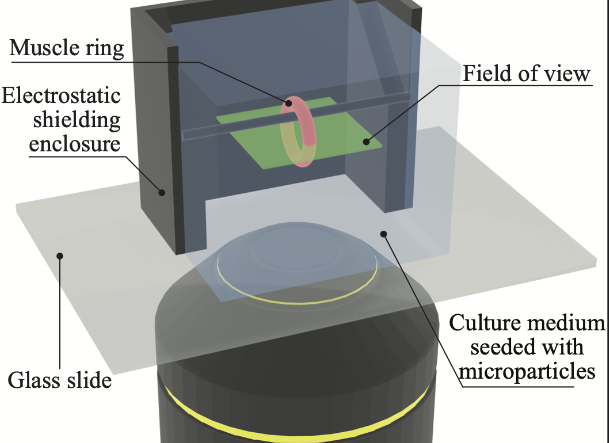 Muscle ring
Field of view
Electrostatic
shielding
enclosure
Culture medium
seeded with
microparticles
Glass slide